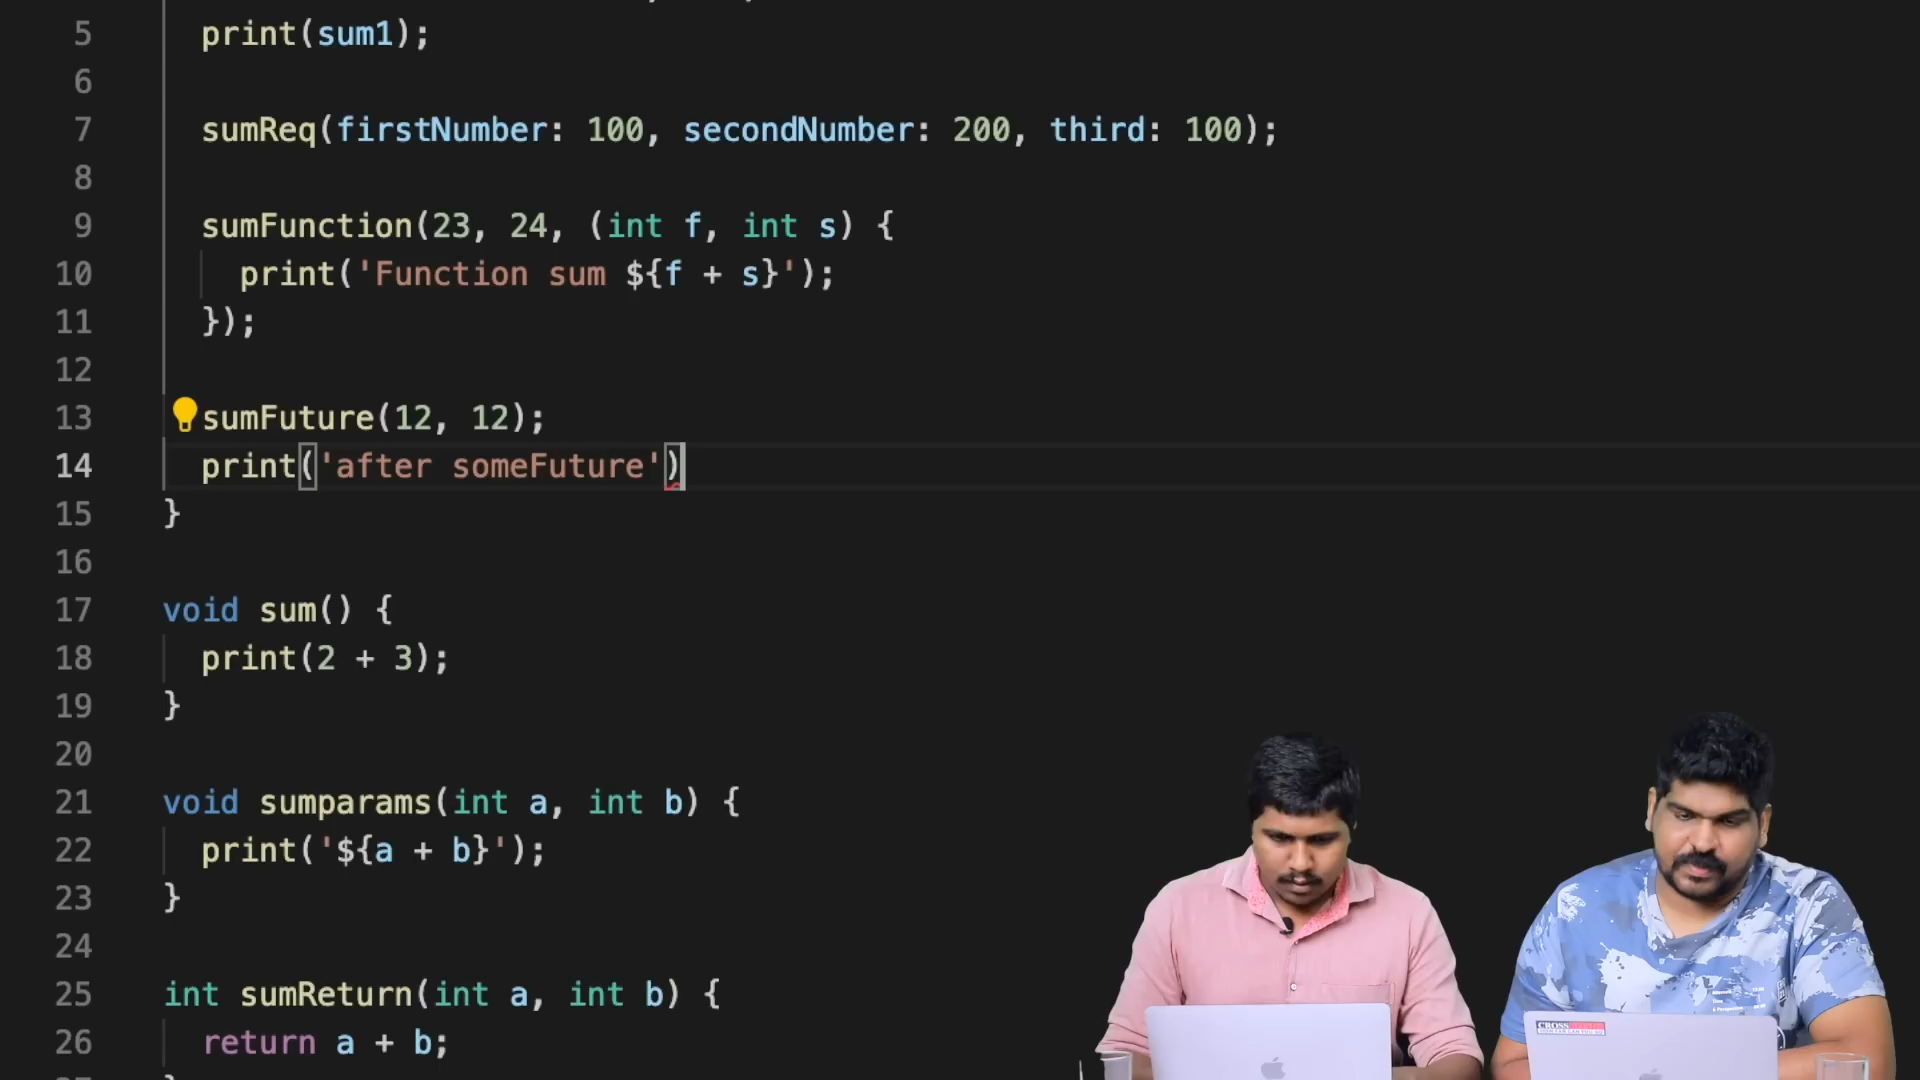 5 print(sum1);
6
7 sumReq(firstNumber: 100, secondNumber: 200, third: 100);
8
9 sumFunction(23, 24, (int f, int s) {
10 print('Function sum ${f + s}');
11 });
12
13 sumFuture(12, 12);
14 print('after someFuture')
15 }
16
17 void sum() {
18 print(2 + 3);
19 }
20
21 void sumparams(int a, int b) {
22 print('${a + b}');
23 }
24
25 int sumReturn(int a, int b) {
26 return a + b;